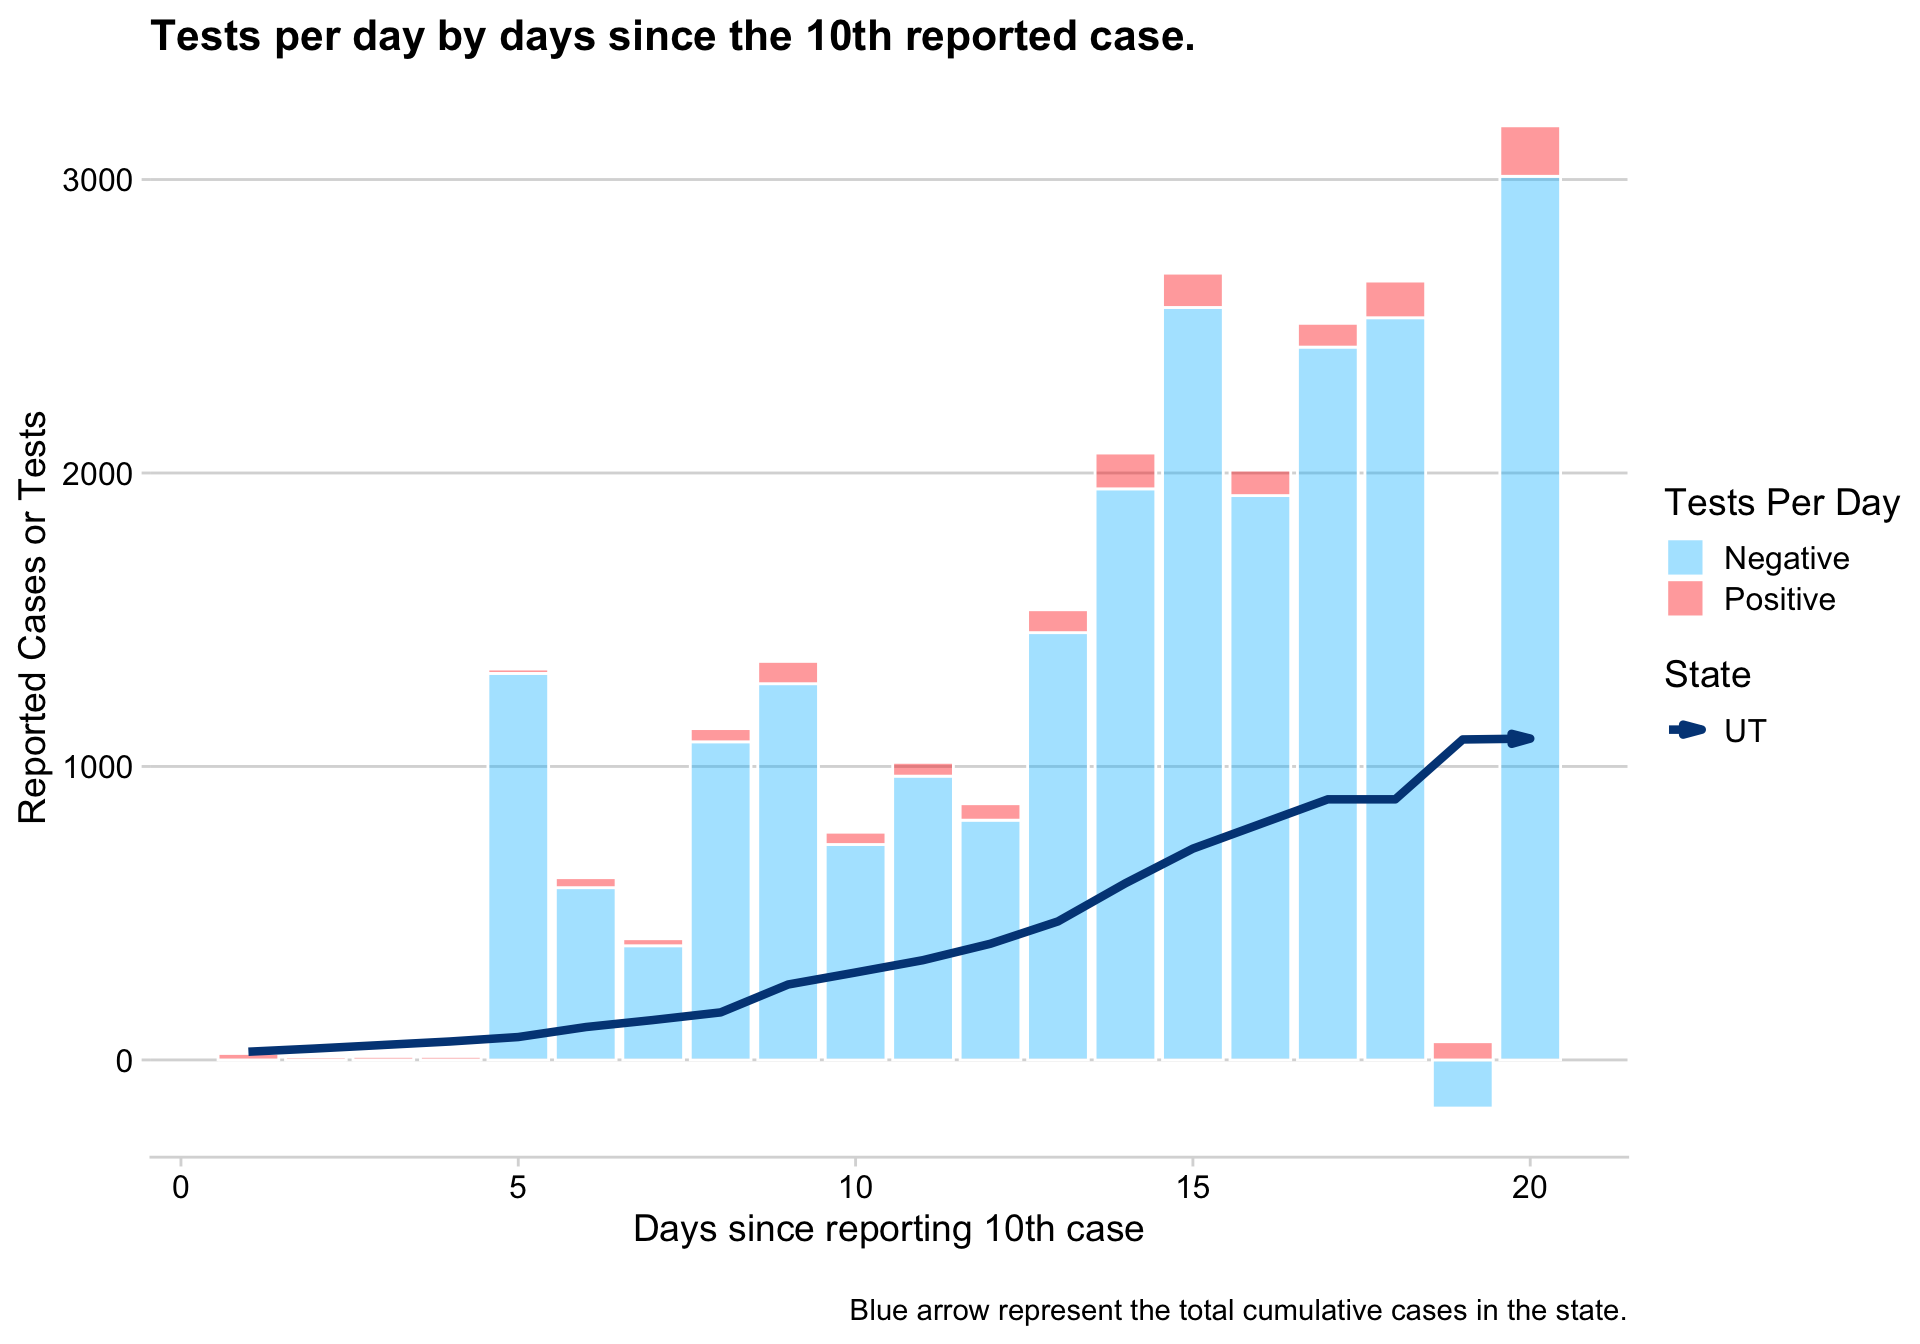 Tests per day by days since the 10th reported case.
Reported Cases or Tests
3000
2000
1000
0
0 5 10 15 20
Days since reporting 10th case
Tests Per Day
Negative
Positive
State
UT
Blue arrow represent the total cumulative cases in the state.